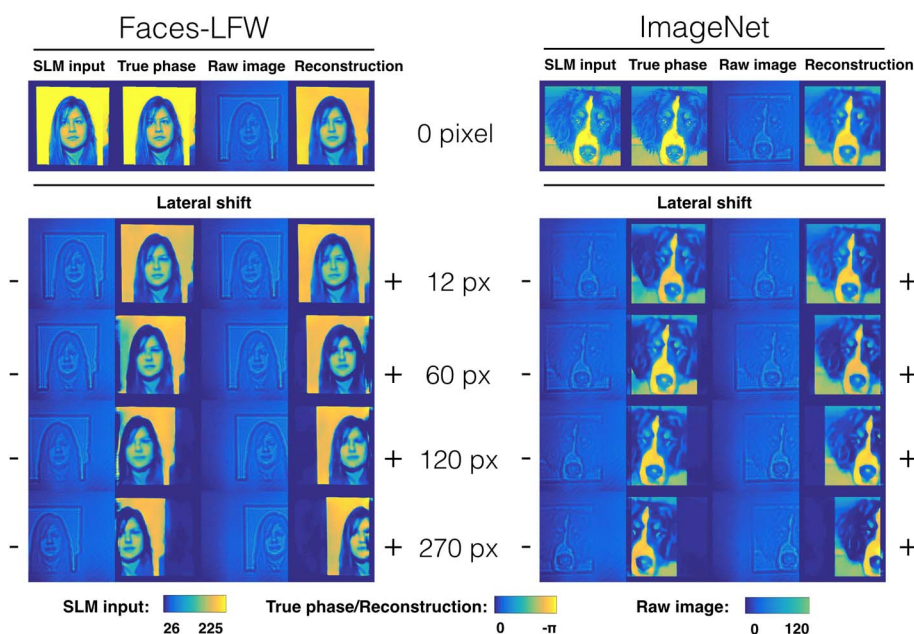 Faces-LFW
ImageNet
SLM input True phase Raw image Reconstruction
SLM input True phase Raw image Reconstruction
0 pixel
Lateral shift
Lateral shift
- + 12 px - +
- + 60 px - +
- + 120 px - +
- + 270 px - +
SLM input: True phase/Reconstruction: Raw image:
26 225 0 -π 0 120